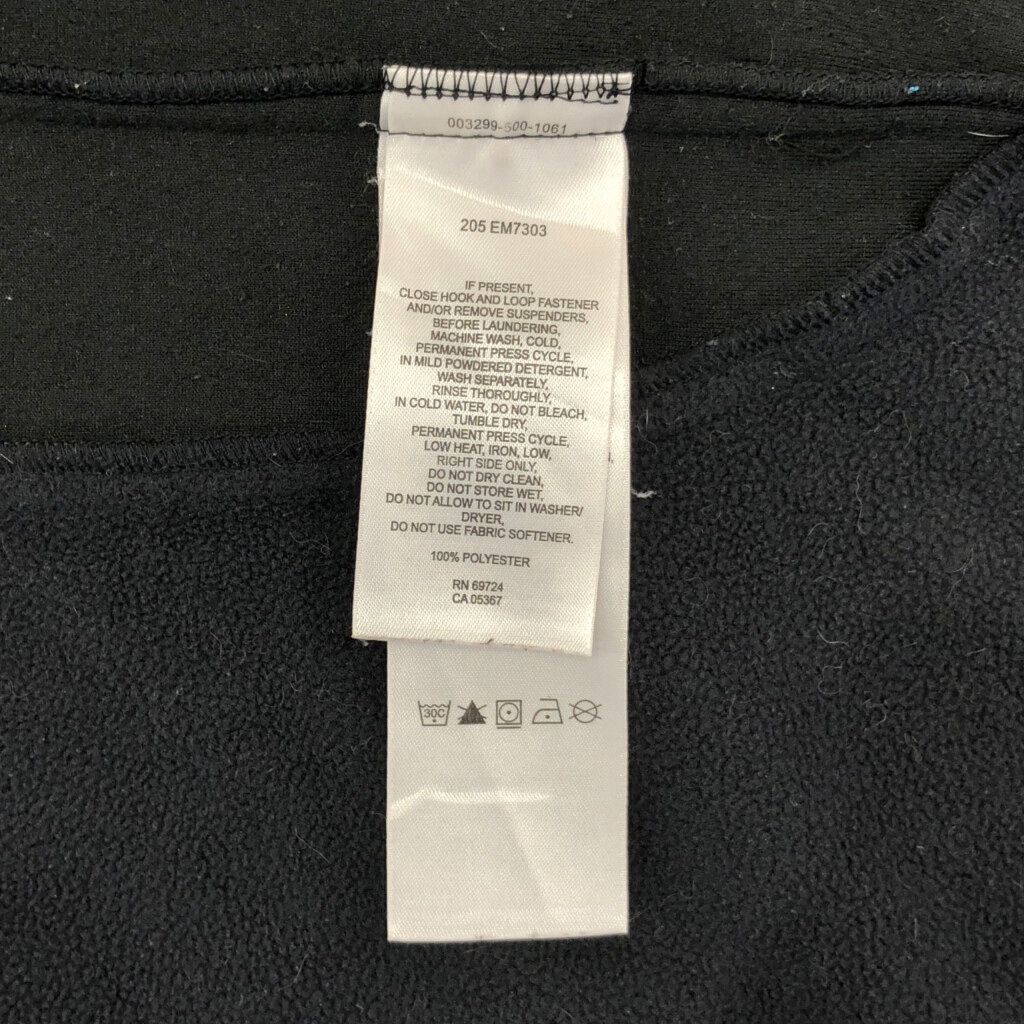 003299-500-1061
205 EM7303
IF PRESENT,
CLOSE HOOK AND LOOP FASTENER
AND/OR REMOVE SUSPENDERS,
BEFORE LAUNDERING,
MACHINE WASH, COLD,
PERMANENT PRESS CYCLE,
IN MILD POWDERED DETERGENT,
WASH SEPARATELY,
RINSE THOROUGHLY,
IN COLD WATER, DO NOT BLEACH,
TUMBLE DRY,
PERMANENT PRESS CYCLE,
LOW HEAT, IRON, LOW,
RIGHT SIDE ONLY,
DO NOT DRY CLEAN,
DO NOT STORE WET,
DO NOT ALLOW TO SIT IN WASHER/
DRYER,
DO NOT USE FABRIC SOFTENER.
100% POLYESTER
RN 69724
CA 05367
30C